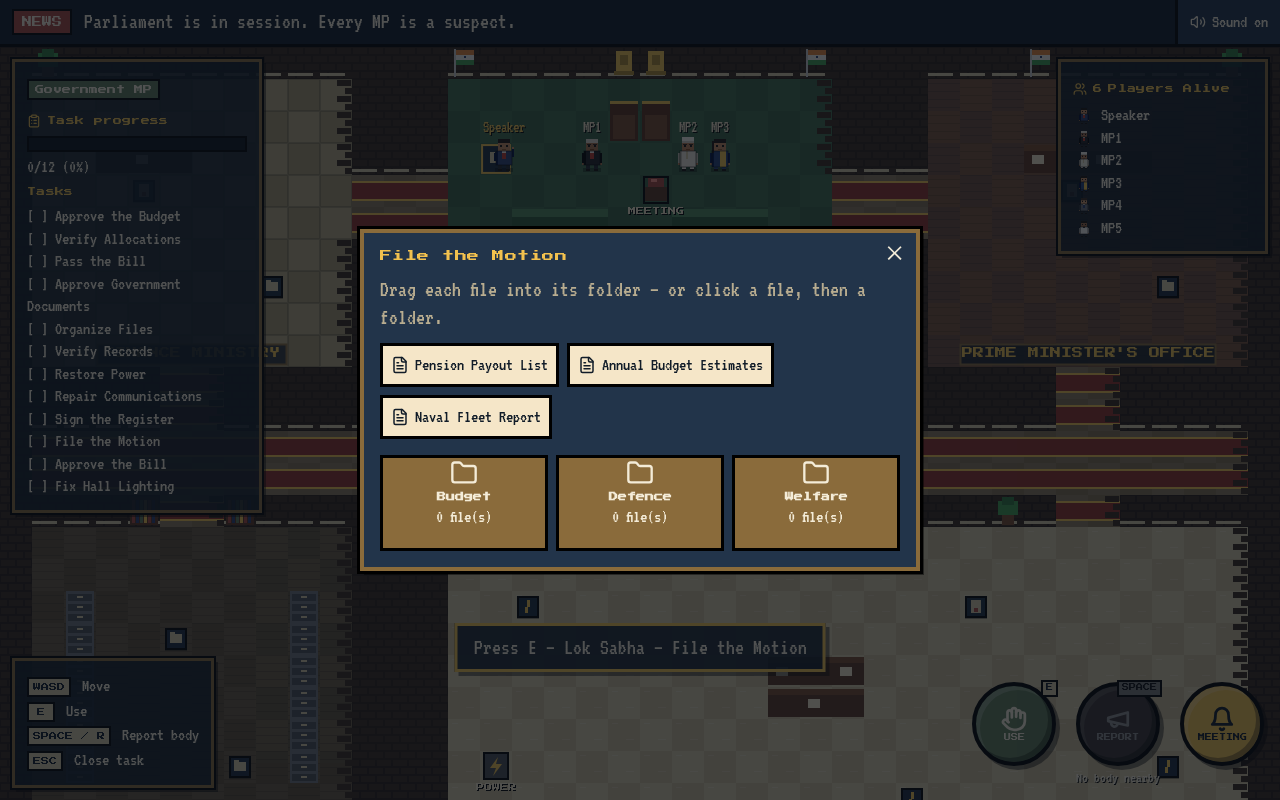 NEWS Parliament is in session. Every MP is a suspect.
Sound on
Government MP
Task progress
0/12 (0%)
Tasks
[ ] Approve the Budget
[ ] Verify Allocations
[ ] Pass the Bill
[ ] Approve Government
Documents
[ ] Organize Files
[ ] Verify Records
[ ] Restore Power
[ ] Repair Communications
[ ] Sign the Register
[ ] File the Motion
[ ] Approve the Bill
[ ] Fix Hall Lighting
Speaker
MP1
MP2
MP3
MEETING
6 Players Alive
Speaker
MP1
MP2
MP3
MP4
MP5
PRIME MINISTER'S OFFICE
File the Motion
Drag each file into its folder – or click a file, then a
folder.
Pension Payout List
Annual Budget Estimates
Naval Fleet Report
Budget
0 file(s)
Defence
0 file(s)
Welfare
0 file(s)
Press E – Lok Sabha – File the Motion
WASD Move
E Use
SPACE / R Report body
ESC Close task
POWER
E
USE
SPACE
REPORT
No body nearby
MEETING